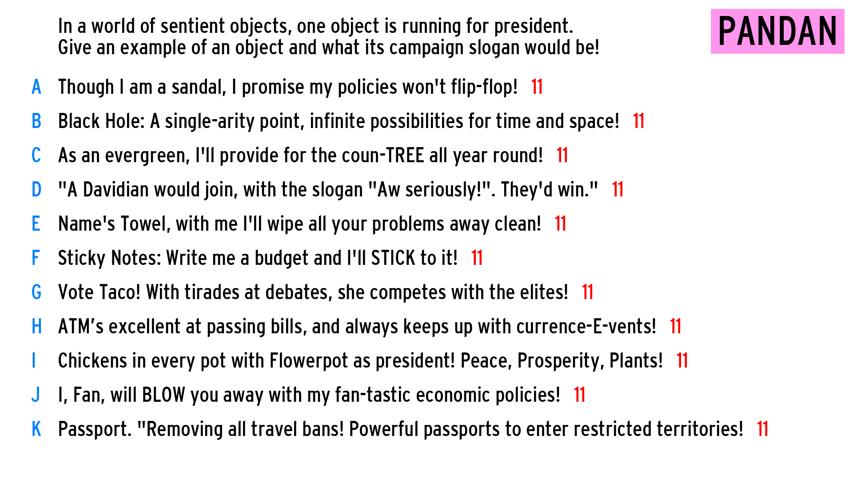 In a world of sentient objects, one object is running for president.
Give an example of an object and what its campaign slogan would be!
PANDAN
A Though I am a sandal, I promise my policies won't flip-flop! 11
B Black Hole: A single-arity point, infinite possibilities for time and space! 11
C As an evergreen, I'll provide for the coun-TREE all year round! 11
D "A Davidian would join, with the slogan "Aw seriously!". They'd win." 11
E Name's Towel, with me I'll wipe all your problems away clean! 11
F Sticky Notes: Write me a budget and I'll STICK to it! 11
G Vote Taco! With tirades at debates, she competes with the elites! 11
H ATM’s excellent at passing bills, and always keeps up with currence-E-vents! 11
I Chickens in every pot with Flowerpot as president! Peace, Prosperity, Plants! 11
J I, Fan, will BLOW you away with my fan-tastic economic policies! 11
K Passport. "Removing all travel bans! Powerful passports to enter restricted territories! 11